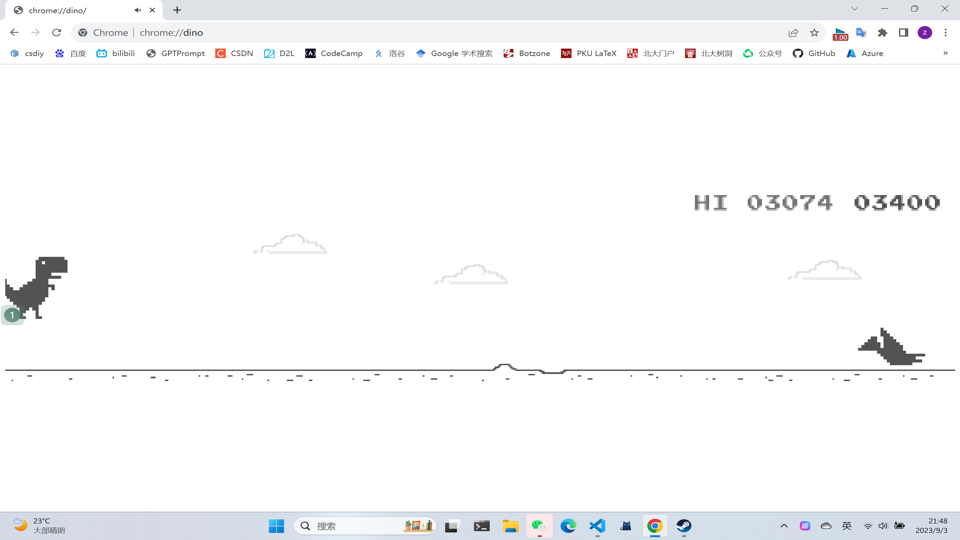 chrome://dino/
Chrome | chrome://dino
1.00
z
csdiy 百度 bilibili GPTPrompt CSDN D2L CodeCamp 洛谷 Google 学术搜索 Botzone PKU LaTeX 北大门户 北大树洞 公众号 GitHub Azure »
HI 03074 03400
1
23°C
大部晴朗
搜索
英
21:48
2023/9/3